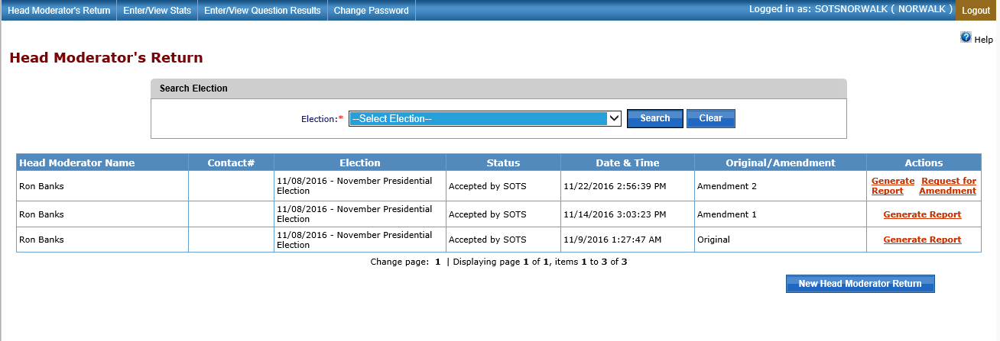 Head Moderator's Return Enter/View Stats Enter/View Question Results Change Password Logged in as: SOTSNORWALK ( NORWALK ) Logout
Help
Head Moderator's Return
Search Election
Election:* --Select Election-- Search Clear
Head Moderator Name Contact# Election Status Date & Time Original/Amendment Actions
Ron Banks 11/08/2016 - November Presidential Election Accepted by SOTS 11/22/2016 2:56:39 PM Amendment 2 Generate Report Request for Amendment
Ron Banks 11/08/2016 - November Presidential Election Accepted by SOTS 11/14/2016 3:03:23 PM Amendment 1 Generate Report
Ron Banks 11/08/2016 - November Presidential Election Accepted by SOTS 11/9/2016 1:27:47 AM Original Generate Report
Change page: 1 | Displaying page 1 of 1, items 1 to 3 of 3
New Head Moderator Return